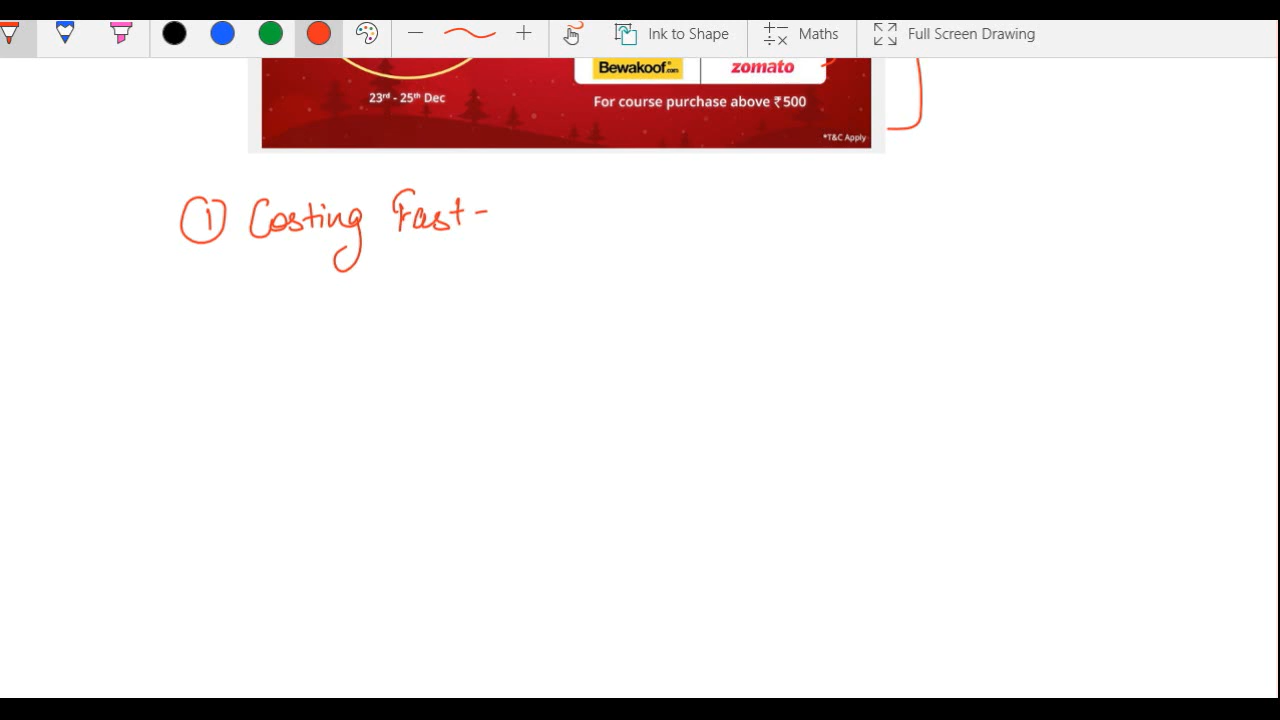 Ink to Shape Maths Full Screen Drawing
Bewakoof.com zomato
23rd - 25th Dec
For course purchase above ₹500
*T&C Apply
① Costing Fast -